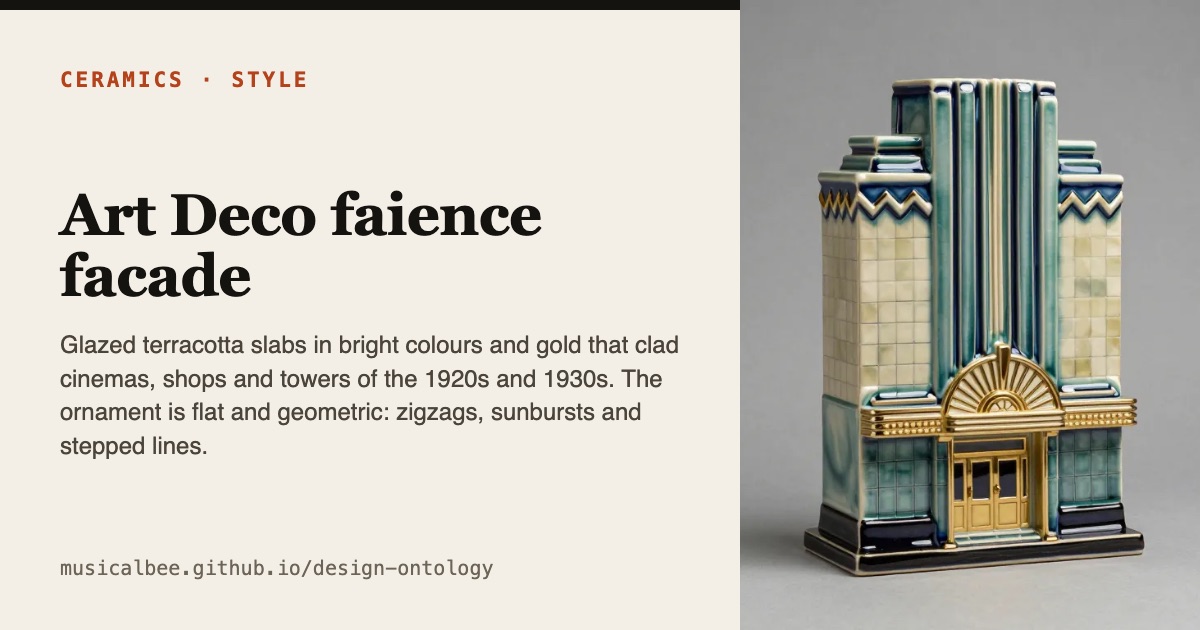 CERAMICS · STYLE
Art Deco faience
facade
Glazed terracotta slabs in bright colours and gold that clad
cinemas, shops and towers of the 1920s and 1930s. The
ornament is flat and geometric: zigzags, sunbursts and
stepped lines.
musicalbee.github.io/design-ontology